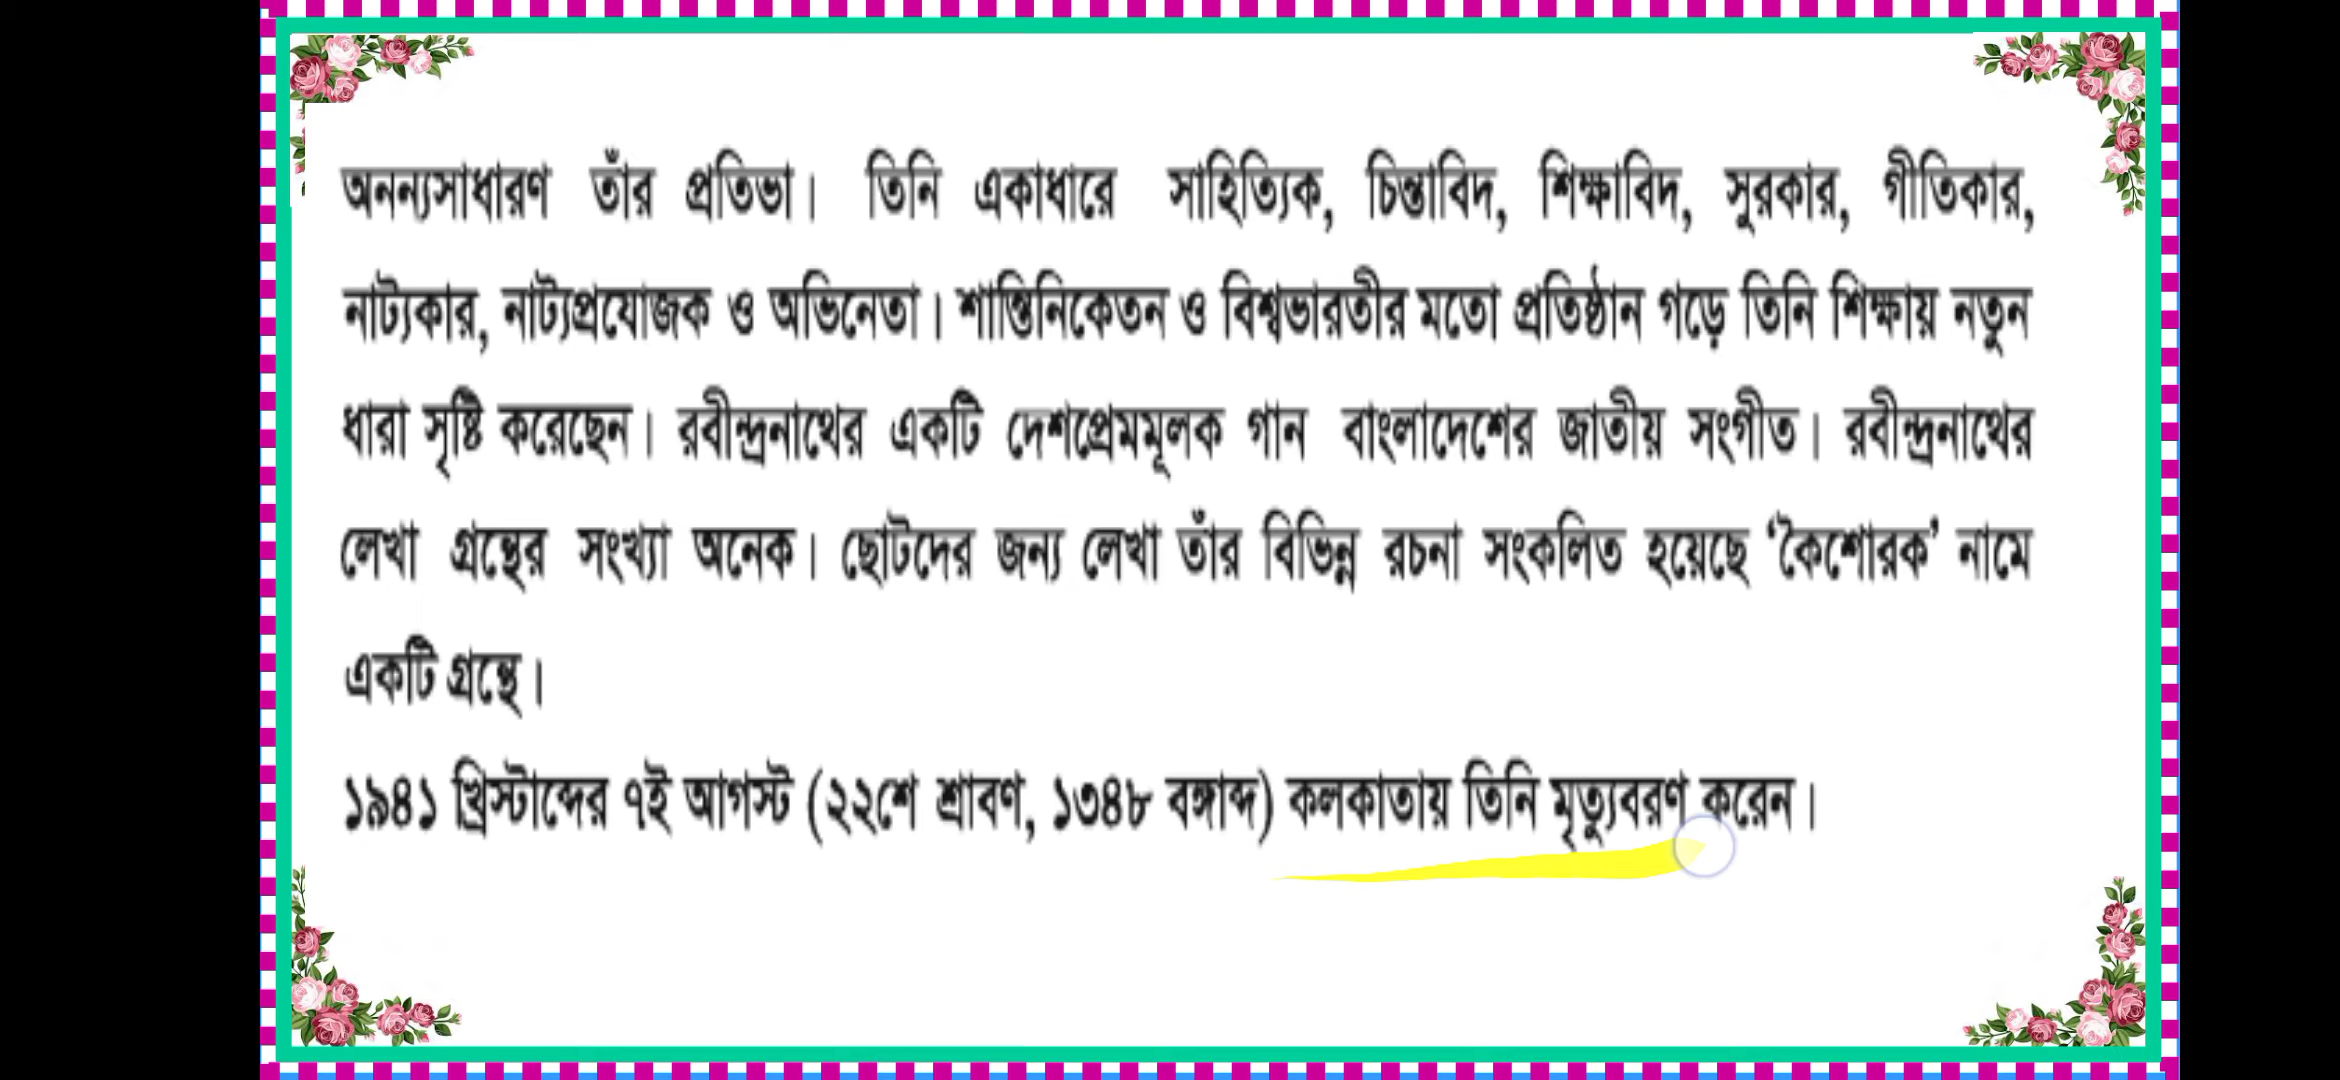 অনন্যসাধারণ তাঁর প্রতিভা। তিনি একাধারে সাহিত্যিক, চিন্তাবিদ, শিক্ষাবিদ, সুরকার, গীতিকার,
নাট্যকার, নাট্যপ্রযোজক ও অভিনেতা। শান্তিনিকেতন ও বিশ্বভারতীর মতো প্রতিষ্ঠান গড়ে তিনি শিক্ষায় নতুন
ধারা সৃষ্টি করেছেন। রবীন্দ্রনাথের একটি দেশপ্রেমমূলক গান বাংলাদেশের জাতীয় সংগীত। রবীন্দ্রনাথের
লেখা গ্রন্থের সংখ্যা অনেক। ছোটদের জন্য লেখা তাঁর বিভিন্ন রচনা সংকলিত হয়েছে ‘কৈশোরক’ নামে
একটি গ্রন্থে।
১৯৪১ খ্রিস্টাব্দের ৭ই আগস্ট (২২শে শ্রাবণ, ১৩৪৮ বঙ্গাব্দ) কলকাতায় তিনি মৃত্যুবরণ করেন।